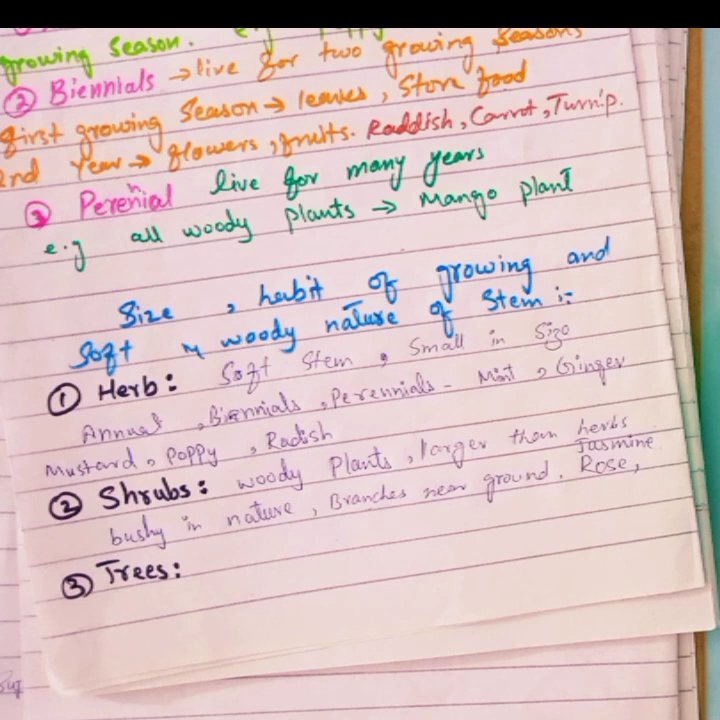 growing season. e.g
② Biennials → live for two growing seasons
first growing season → leaves, store food
2nd year → flowers, fruits. Raddish, Carrot, Turnip.
③ Perennial live for many years
e.g all woody plants → Mango plant
Size, habit of growing and
soft woody nature of stem :-
① Herb: Soft stem, small in size
Annual, Biennials, Perennials - Mint, Ginger
Mustard, Poppy, Radish
② Shrubs: woody plants, larger than herbs
bushy in nature, Branches near ground. Rose, Jasmine
③ Trees: